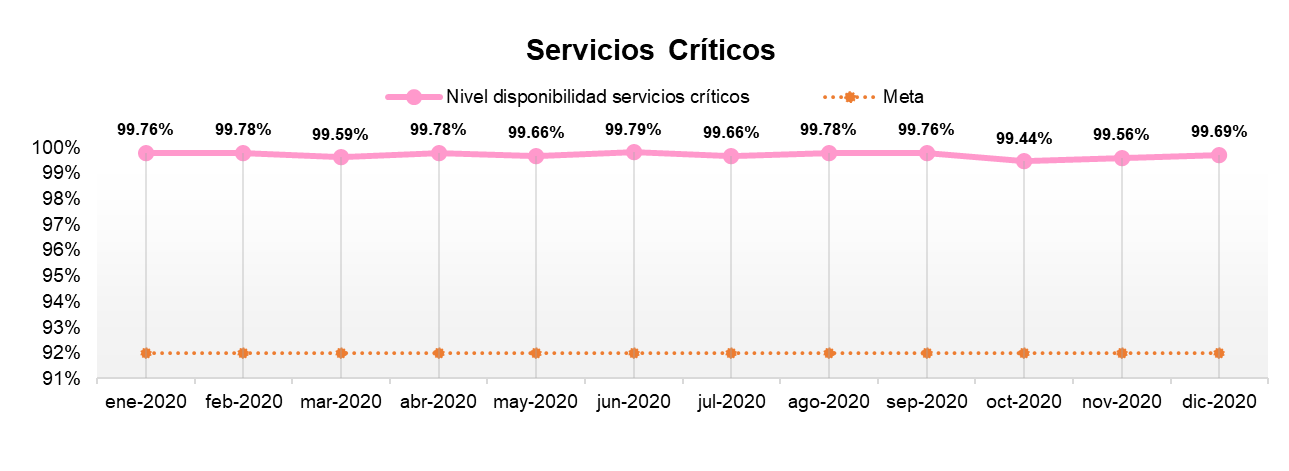 Servicios Críticos
Nivel disponibilidad servicios críticos Meta
99.76% 99.78% 99.59% 99.78% 99.66% 99.79% 99.66% 99.78% 99.76% 99.44% 99.56% 99.69%
100%
99%
98%
97%
96%
95%
94%
93%
92%
91%
ene-2020 feb-2020 mar-2020 abr-2020 may-2020 jun-2020 jul-2020 ago-2020 sep-2020 oct-2020 nov-2020 dic-2020